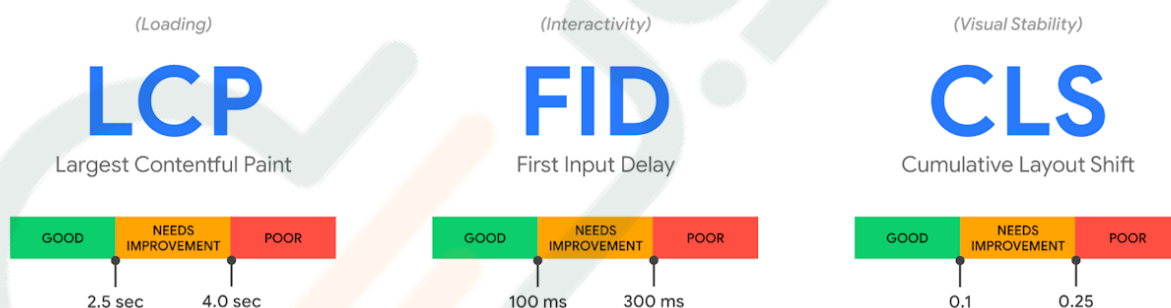 (Loading)
LCP
Largest Contentful Paint
GOOD
NEEDS
IMPROVEMENT
POOR
2.5 sec
4.0 sec
(Interactivity)
FID
First Input Delay
GOOD
NEEDS
IMPROVEMENT
POOR
100 ms
300 ms
(Visual Stability)
CLS
Cumulative Layout Shift
GOOD
NEEDS
IMPROVEMENT
POOR
0.1
0.25